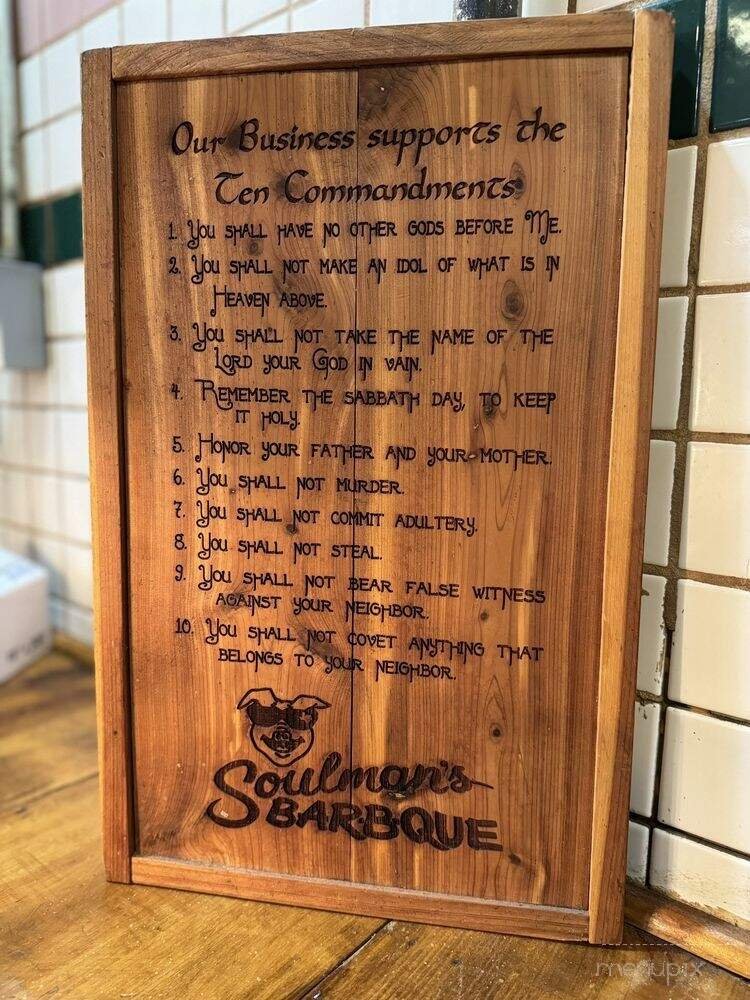 Our Business supports the
Ten Commandments
1. You shall have no other gods before Me.
2. You shall not make an idol of what is in
Heaven above.
3. You shall not take the name of the
Lord your God in vain.
4. Remember the sabbath day, to keep
it holy.
5. Honor your father and your mother.
6. You shall not murder.
7. You shall not commit adultery.
8. You shall not steal.
9. You shall not bear false witness
against your neighbor.
10. You shall not covet anything that
belongs to your neighbor.
Soulman's
BAR·B·QUE
menupix